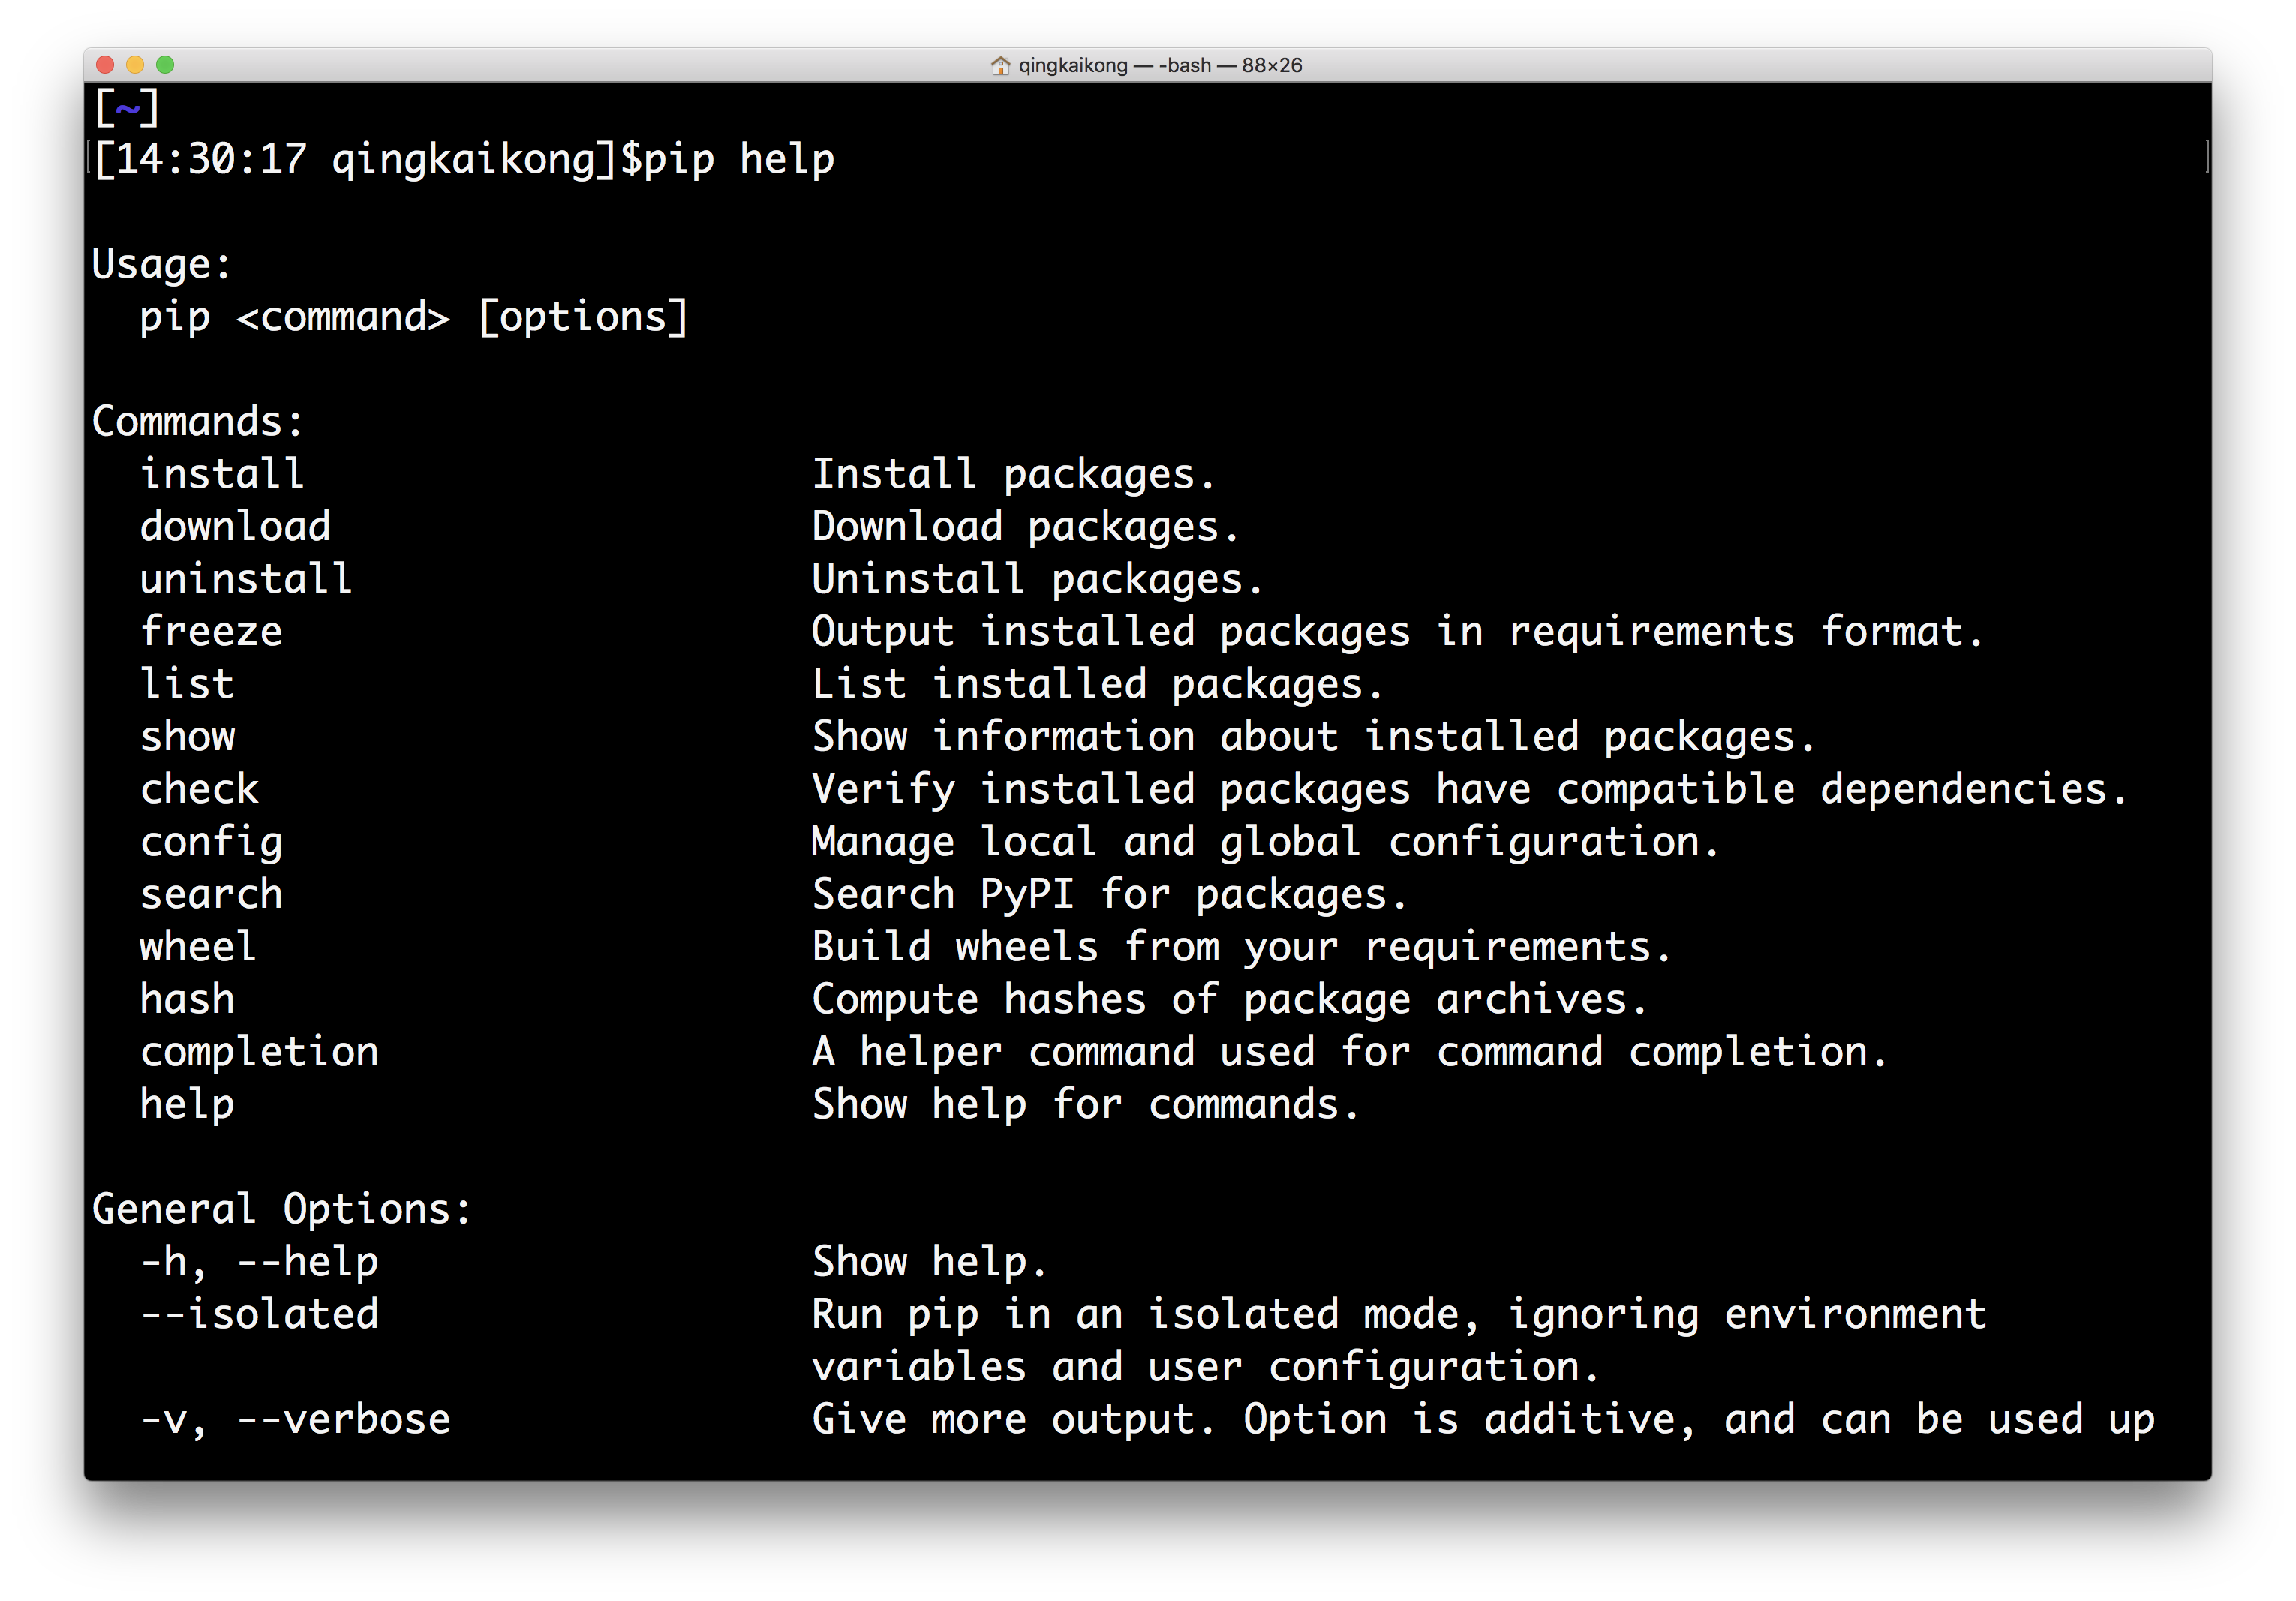 qingkaikong — -bash — 88×26
[~]
[14:30:17 qingkaikong]$pip help
Usage:
  pip <command> [options]
Commands:
  install                     Install packages.
  download                    Download packages.
  uninstall                   Uninstall packages.
  freeze                      Output installed packages in requirements format.
  list                        List installed packages.
  show                        Show information about installed packages.
  check                       Verify installed packages have compatible dependencies.
  config                      Manage local and global configuration.
  search                      Search PyPI for packages.
  wheel                       Build wheels from your requirements.
  hash                        Compute hashes of package archives.
  completion                  A helper command used for command completion.
  help                        Show help for commands.
General Options:
  -h, --help                  Show help.
  --isolated                  Run pip in an isolated mode, ignoring environment
                              variables and user configuration.
  -v, --verbose               Give more output. Option is additive, and can be used up